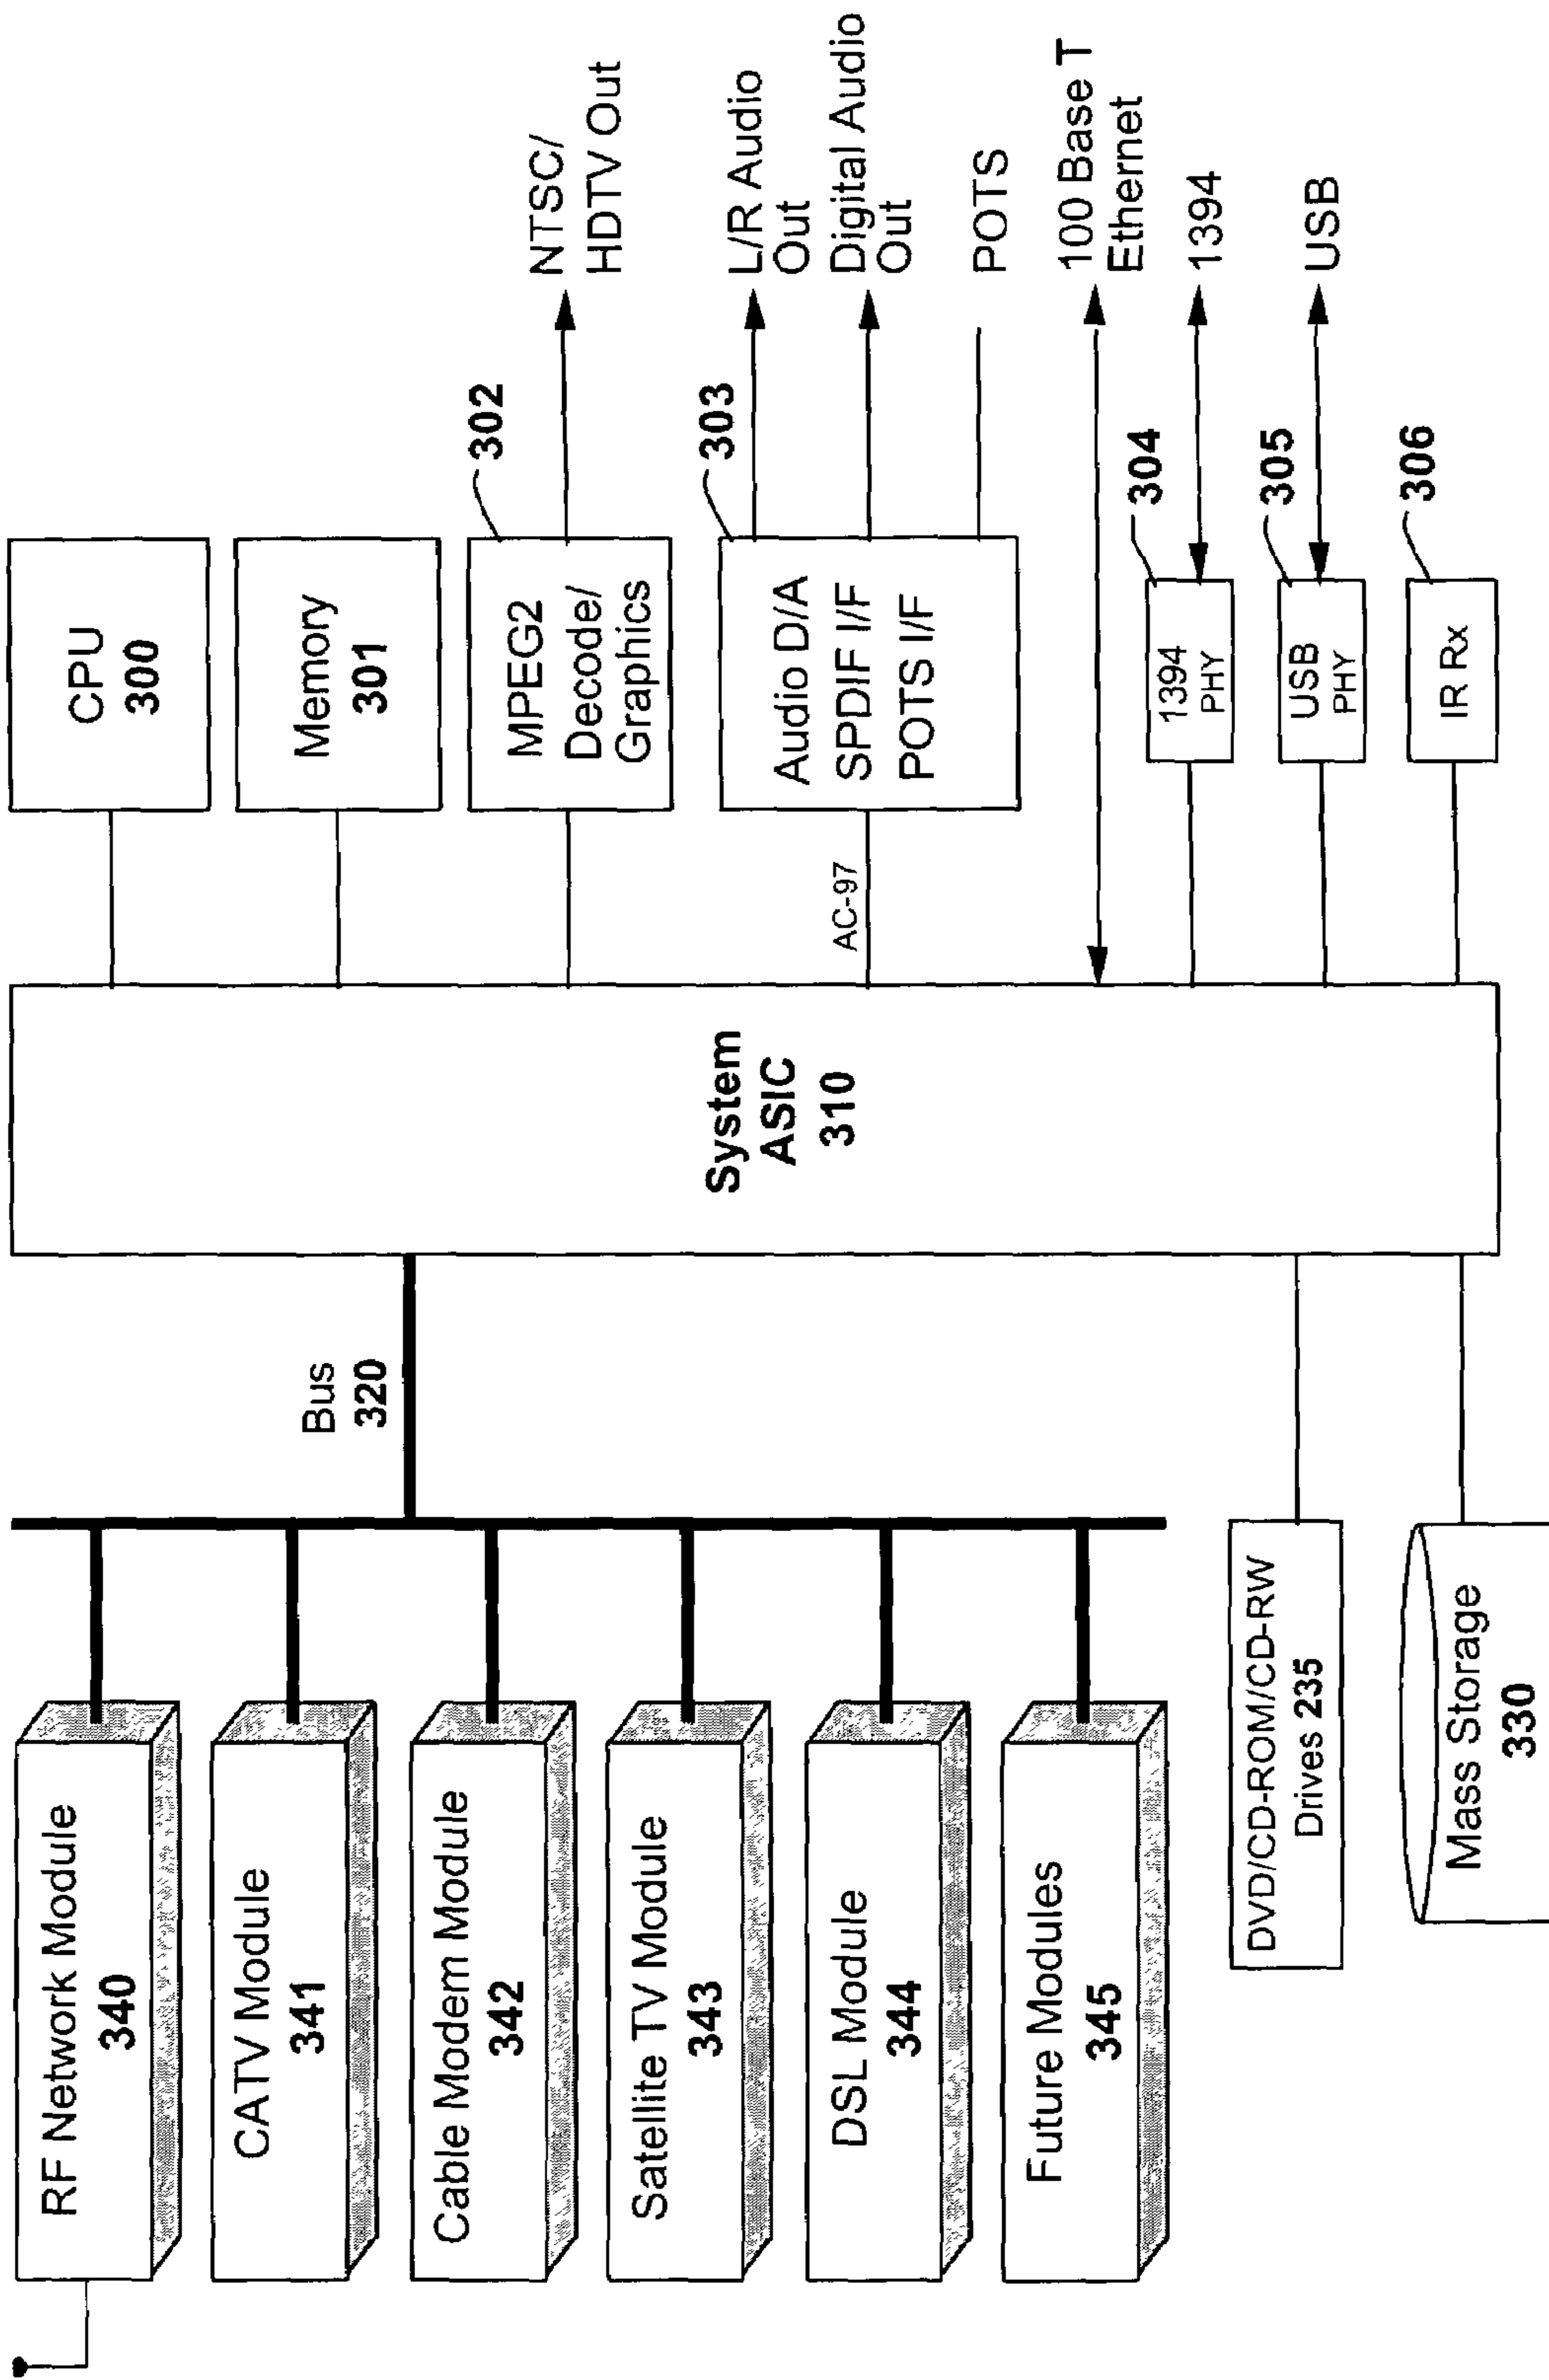 RF Network Module
340
CATV Module
341
Cable Modem Module
342
Satellite TV Module
343
DSL Module
344
Future Modules
345
DVD/CD-ROM/CD-RW
Drives 235
Mass Storage
330
Bus
320
System
ASIC
310
CPU
300
Memory
301
MPEG2
Decode/
Graphics
302
NTSC/
HDTV Out
AC-97
Audio D/A
SPDIF I/F
POTS I/F
303
L/R Audio
Out
Digital Audio
Out
POTS
100 Base T
Ethernet
1394
PHY
304
1394
USB
PHY
305
USB
IR Rx
306